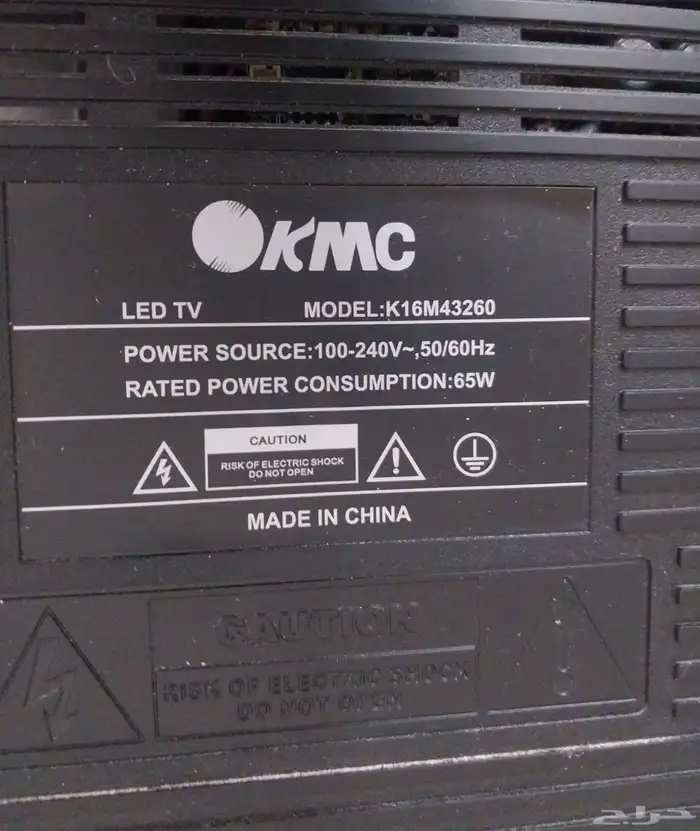 KMC
LED TV MODEL:K16M43260
POWER SOURCE:100-240V~,50/60Hz
RATED POWER CONSUMPTION:65W
CAUTION
RISK OF ELECTRIC SHOCK
DO NOT OPEN
MADE IN CHINA
CAUTION
RISK OF ELECTRIC SHOCK
DO NOT OPEN
حراج